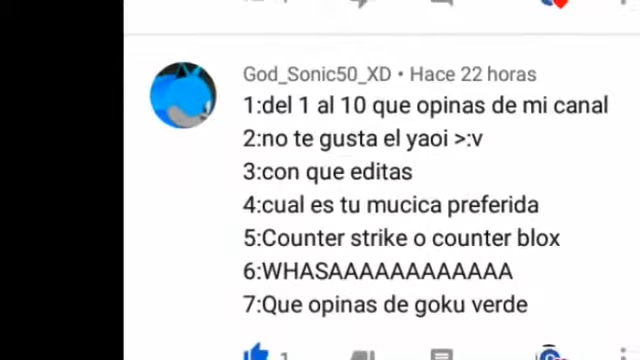 God_Sonic50_XD • Hace 22 horas
1:del 1 al 10 que opinas de mi canal
2:no te gusta el yaoi >:v
3:con que editas
4:cual es tu mucica preferida
5:Counter strike o counter blox
6:WHASAAAAAAAAAAAA
7:Que opinas de goku verde
1